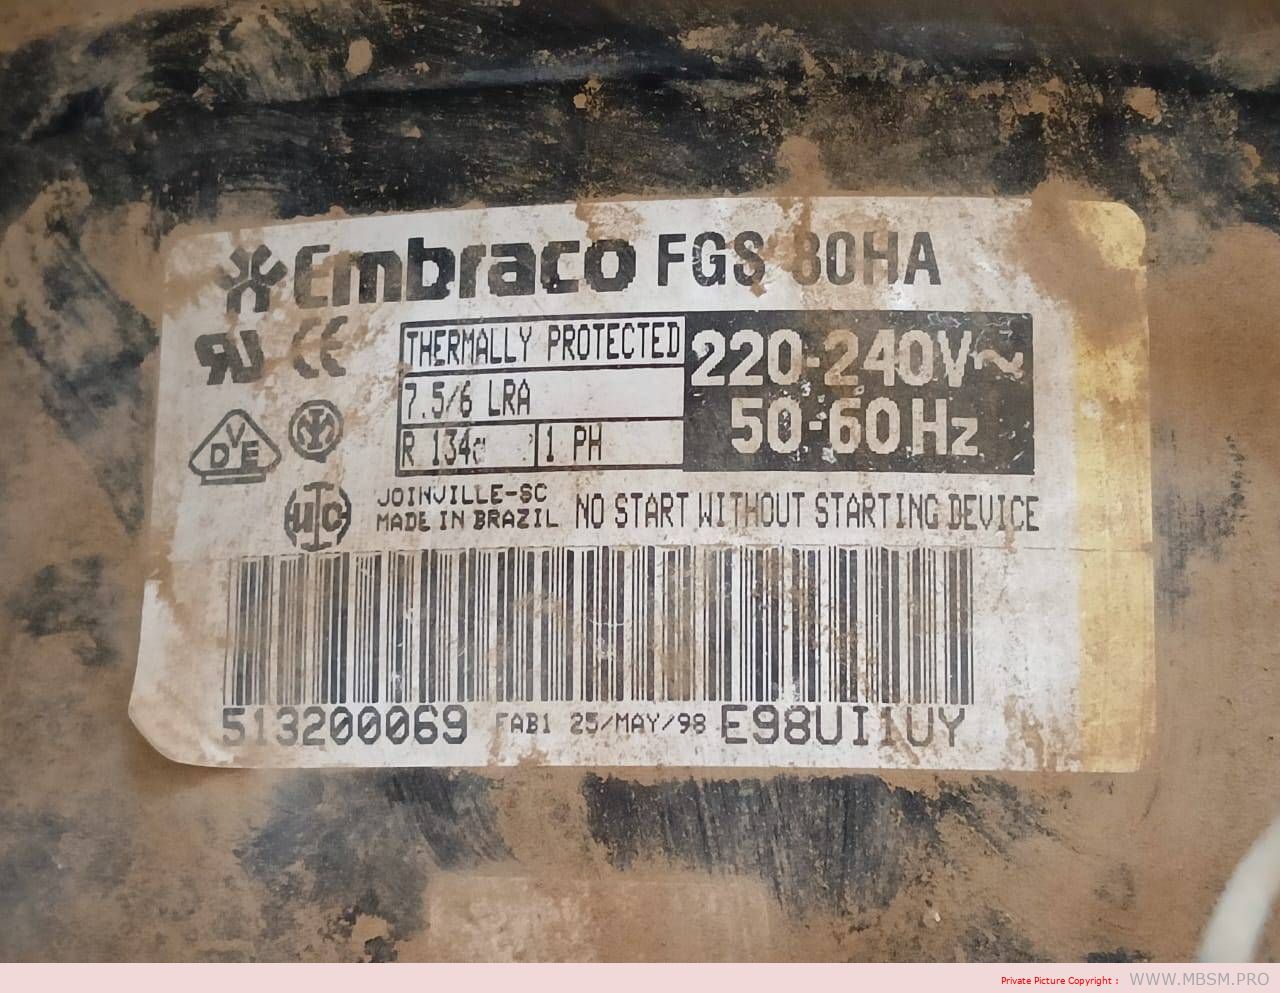 Embraco FGS 80HA
THERMALLY PROTECTED
7.5/6 LRA
R 134a
1 PH
220-240V~
50-60Hz
VDE
JOINVILLE-SC
MADE IN BRAZIL
NO START WITHOUT STARTING DEVICE
513200069 FAB1 25/MAY/98 E98UI1UY
Private Picture Copyright : WWW.MBSM.PRO